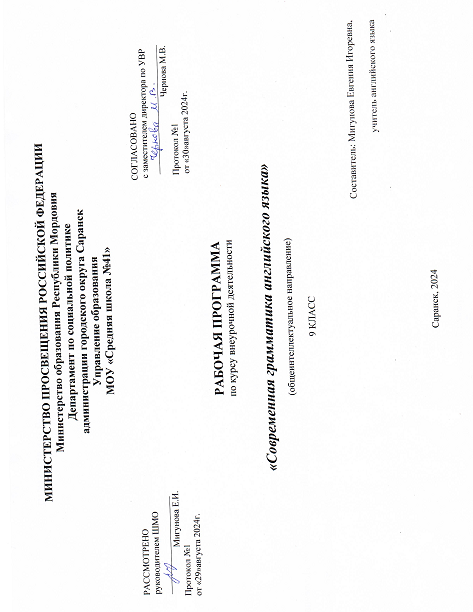 МИНИСТЕРСТВО ПРОСВЕЩЕНИЯ РОССИЙСКОЙ ФЕДЕРАЦИИ
Министерство образования Республики Мордовия
Департамент по социальной политике
администрации городского округа Саранск
Управление образования
МОУ «Средняя школа №41»
РАССМОТРЕНО
руководителем ШМО
Мигунова Е.И.
Протокол №1
от «29»августа 2024г.
СОГЛАСОВАНО
с заместителем директора по УВР
Чернова М.В.
Чернова М.В.
Протокол №1
от «30»августа 2024г.
РАБОЧАЯ ПРОГРАММА
по курсу внеурочной деятельности
«Современная грамматика английского языка»
(общеинтеллектуальное направление)
9 КЛАСС
Составитель: Мигунова Евгения Игоревна,
учитель английского языка
Саранск, 2024